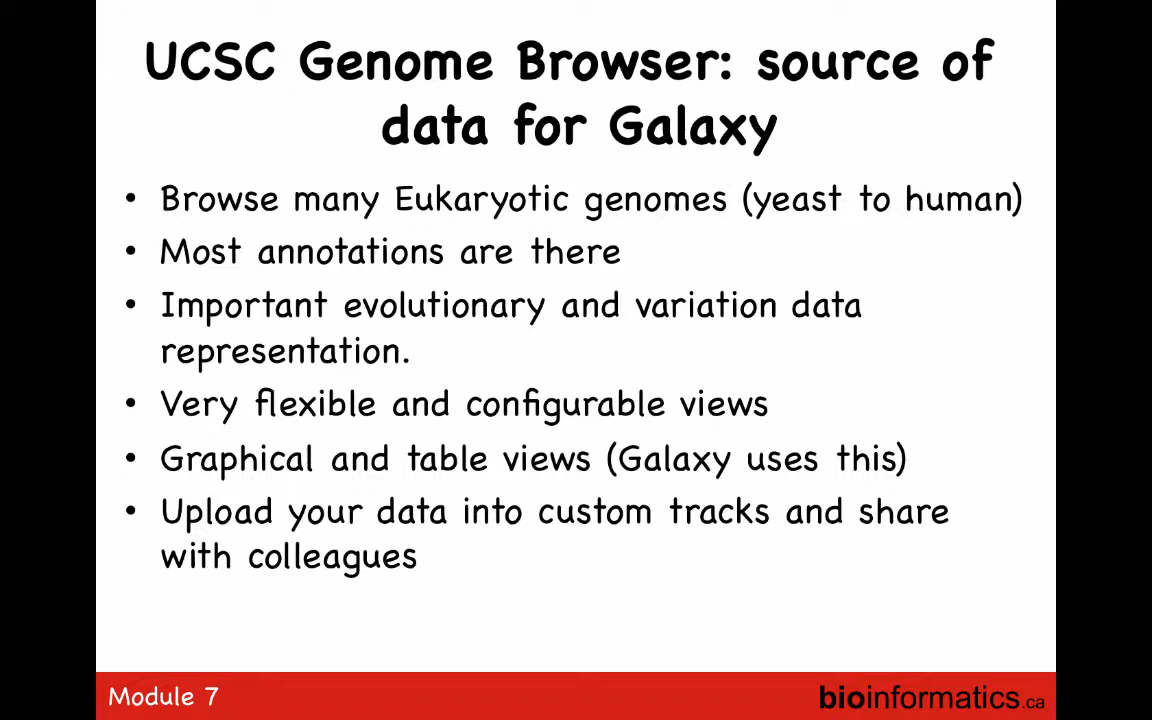 UCSC Genome Browser: source of
data for Galaxy
• Browse many Eukaryotic genomes (yeast to human)
• Most annotations are there
• Important evolutionary and variation data
representation.
• Very flexible and configurable views
• Graphical and table views (Galaxy uses this)
• Upload your data into custom tracks and share
with colleagues
Module 7
bioinformatics.ca